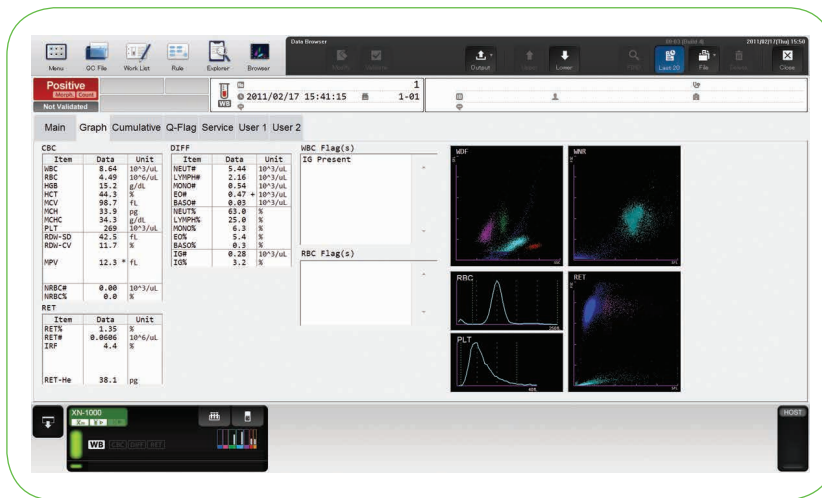 Data Browser
2011/02/17(Thu) 15:50
Menu QC File Work List Rule Explorer Browser Output Lower Last 20 File Close
Positive
Morph. Count
Not Validated
WB
1
2011/02/17 15:41:15 1-01
Main Graph Cumulative Q-Flag Service User 1 User 2
CBC
Item Data Unit
WBC 8.64 10^3/uL
RBC 4.49 10^6/uL
HGB 15.2 g/dL
HCT 44.3 %
MCV 98.7 fL
MCH 33.9 pg
MCHC 34.3 g/dL
PLT 269 10^3/uL
RDW-SD 42.5 fL
RDW-CV 11.7 %
MPV 12.3 * fL
NRBC# 0.00 10^3/uL
NRBC% 0.0 %
RET
Item Data Unit
RET% 1.35 %
RET# 0.0606 10^6/uL
IRF 4.4 %
RET-He 38.1 pg
DIFF
Item Data Unit
NEUT# 5.44 10^3/uL
LYMPH# 2.16 10^3/uL
MONO# 0.54 10^3/uL
EO# 0.47 + 10^3/uL
BASO# 0.03 10^3/uL
NEUT% 63.0 %
LYMPH% 25.0 %
MONO% 6.3 %
EO% 5.4 %
BASO% 0.3 %
IG# 0.28 10^3/uL
IG% 3.2 %
WBC Flag(s)
IG Present
RBC Flag(s)
WDF
WNR
RBC
250fL
PLT
40fL
RET
XN-1000
WB CBC DIFF RET
HOST